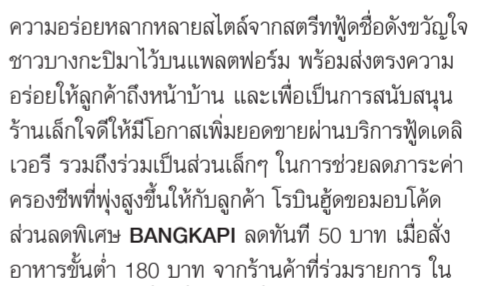 ความอร่อยหลากหลายสไตล์จากสตรีทฟู้ดชื่อดังขวัญใจ
ชาวบางกะปิมาไว้บนแพลตฟอร์ม พร้อมส่งตรงความ
อร่อยให้ลูกค้าถึงหน้าบ้าน และเพื่อเป็นการสนับสนุน
ร้านเล็กใจดีให้มีโอกาสเพิ่มยอดขายผ่านบริการฟู้ดเดลิ
เวอรี รวมถึงร่วมเป็นส่วนเล็กๆ ในการช่วยลดภาระค่า
ครองชีพที่พุ่งสูงขึ้นให้กับลูกค้า โรบินฮู้ดขอมอบโค้ด
ส่วนลดพิเศษ BANGKAPI ลดทันที 50 บาท เมื่อสั่ง
อาหารขั้นต่ำ 180 บาท จากร้านค้าที่ร่วมรายการ ใน